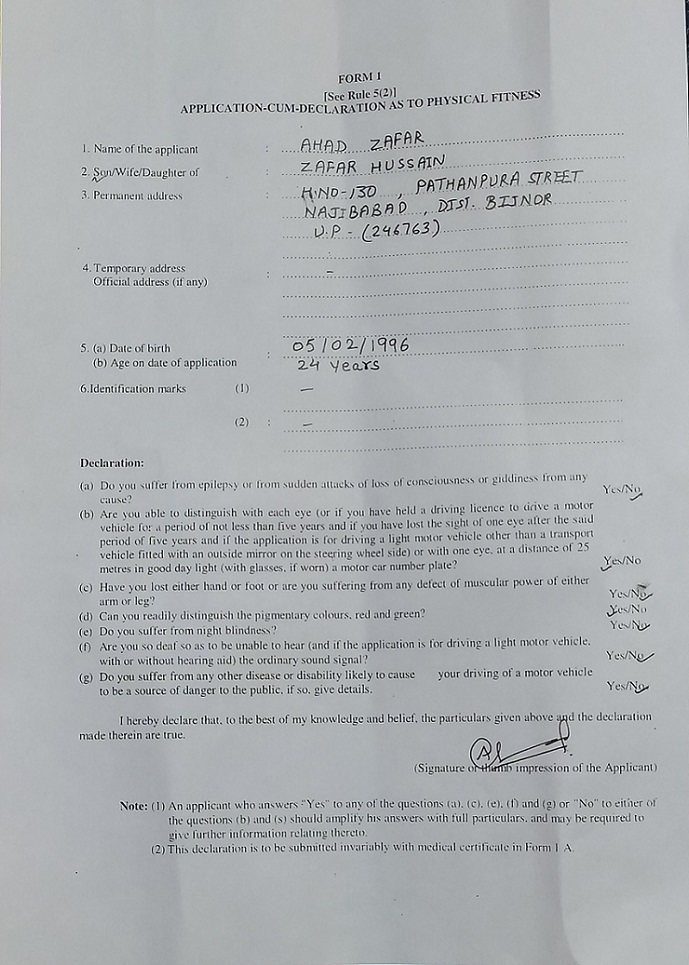 FORM 1
[See Rule 5(2)]
APPLICATION-CUM-DECLARATION AS TO PHYSICAL FITNESS
1. Name of the applicant : AHAD ZAFAR
2. Son/Wife/Daughter of : ZAFAR HUSSAIN
3. Permanent address : H.NO-130 , PATHANPURA STREET
NAJIBABAD , DIST. BIJNOR
U.P - (246763)
4. Temporary address : -
Official address (if any)
5. (a) Date of birth : 05/02/1996
(b) Age on date of application 24 Years
6.Identification marks (1) -
(2) : -
Declaration:
(a) Do you suffer from epilepsy or from sudden attacks of loss of consciousness or giddiness from any
cause? Yes/No
(b) Are you able to distinguish with each eye (or if you have held a driving licence to drive a motor
vehicle for a period of not less than five years and if you have lost the sight of one eye after the said
period of five years and if the application is for driving a light motor vehicle other than a transport
vehicle fitted with an outside mirror on the steering wheel side) or with one eye, at a distance of 25
metres in good day light (with glasses, if worn) a motor car number plate? Yes/No
(c) Have you lost either hand or foot or are you suffering from any defect of muscular power of either
arm or leg? Yes/No
(d) Can you readily distinguish the pigmentary colours, red and green? Yes/No
(e) Do you suffer from night blindness? Yes/No
(f) Are you so deaf so as to be unable to hear (and if the application is for driving a light motor vehicle,
with or without hearing aid) the ordinary sound signal? Yes/No
(g) Do you suffer from any other disease or disability likely to cause your driving of a motor vehicle
to be a source of danger to the public, if so, give details. Yes/No
I hereby declare that, to the best of my knowledge and belief, the particulars given above and the declaration
made therein are true.
(Signature or thumb impression of the Applicant)
Note: (1) An applicant who answers "Yes" to any of the questions (a), (c), (e), (f) and (g) or "No" to either of
the questions (b) and (s) should amplify his answers with full particulars, and may be required to
give further information relating thereto.
(2) This declaration is to be submitted invariably with medical certificate in Form 1 A.